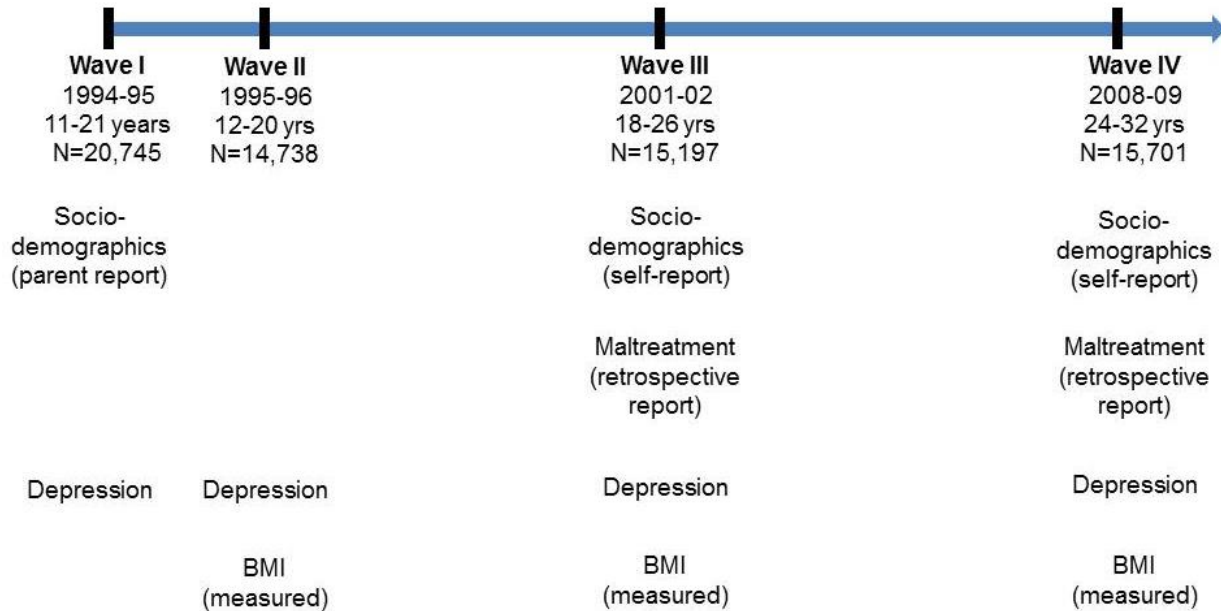 Wave I
1994-95
11-21 years
N=20,745
Wave II
1995-96
12-20 yrs
N=14,738
Wave III
2001-02
18-26 yrs
N=15,197
Wave IV
2008-09
24-32 yrs
N=15,701
Socio-
demographics
(parent report)
Socio-
demographics
(self-report)
Socio-
demographics
(self-report)
Maltreatment
(retrospective
report)
Maltreatment
(retrospective
report)
Depression
Depression
Depression
Depression
BMI
(measured)
BMI
(measured)
BMI
(measured)